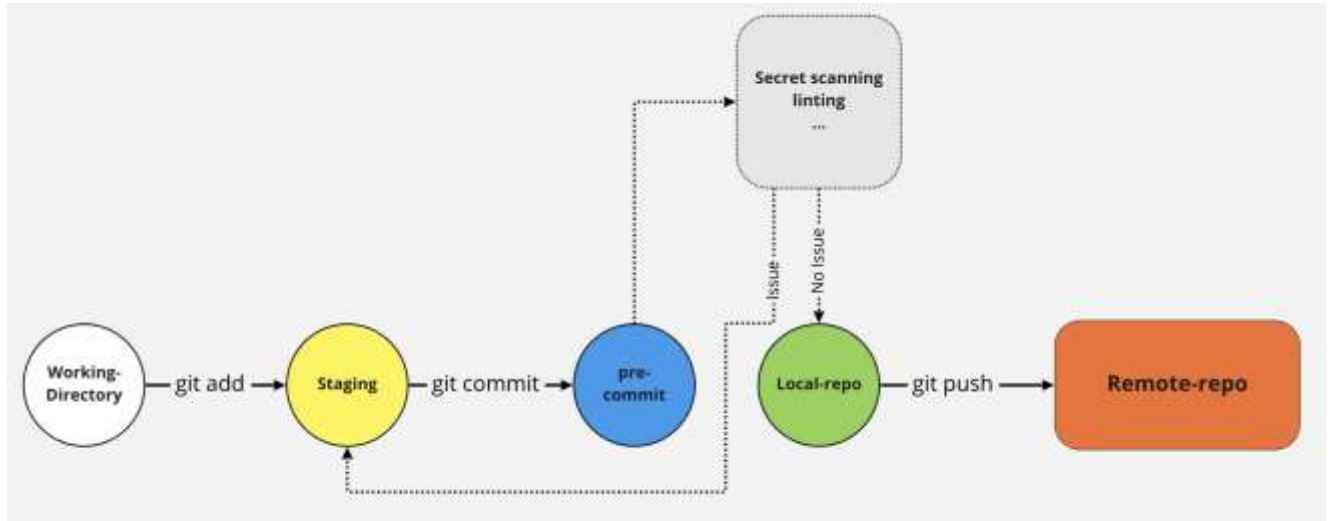 Secret scanning
linting
...
Issue
No Issue
Working-
Directory
git add
Staging
git commit
pre-
commit
Local-repo
git push
Remote-repo